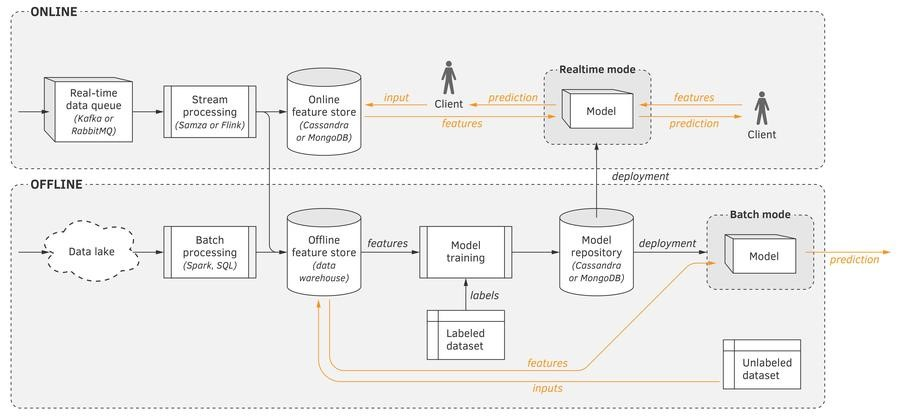 ONLINE
Real-time
data queue
(Kafka or
RabbitMQ)
Stream
processing
(Samza or Flink)
Online
feature store
(Cassandra
or MongoDB)
input
features
Client
prediction
Realtime mode
Model
features
prediction
Client
deployment
OFFLINE
Data lake
Batch
processing
(Spark, SQL)
Offline
feature store
(data
warehouse)
features
Model
training
labels
Labeled
dataset
Model
repository
(Cassandra
or MongoDB)
deployment
Batch mode
Model
prediction
features
inputs
Unlabeled
dataset